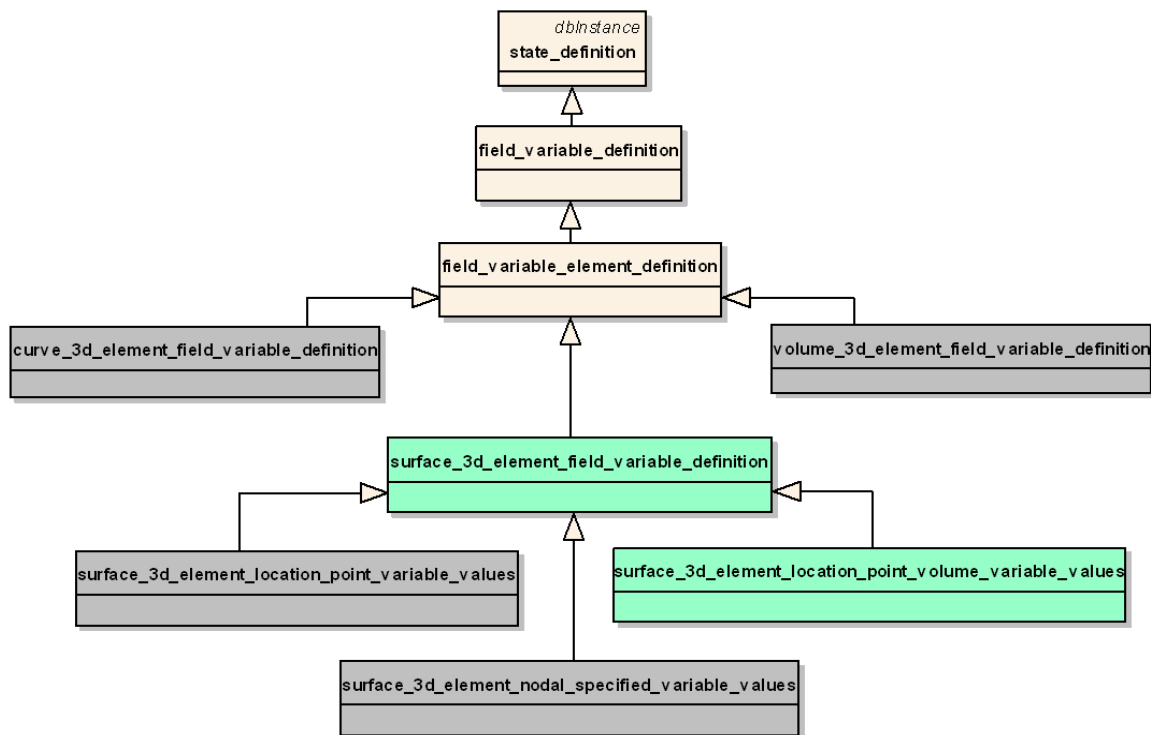 dbInstance
state_definition
field_variable_definition
field_variable_element_definition
curve_3d_element_field_variable_definition
volume_3d_element_field_variable_definition
surface_3d_element_field_variable_definition
surface_3d_element_location_point_variable_values
surface_3d_element_location_point_volume_variable_values
surface_3d_element_nodal_specified_variable_values